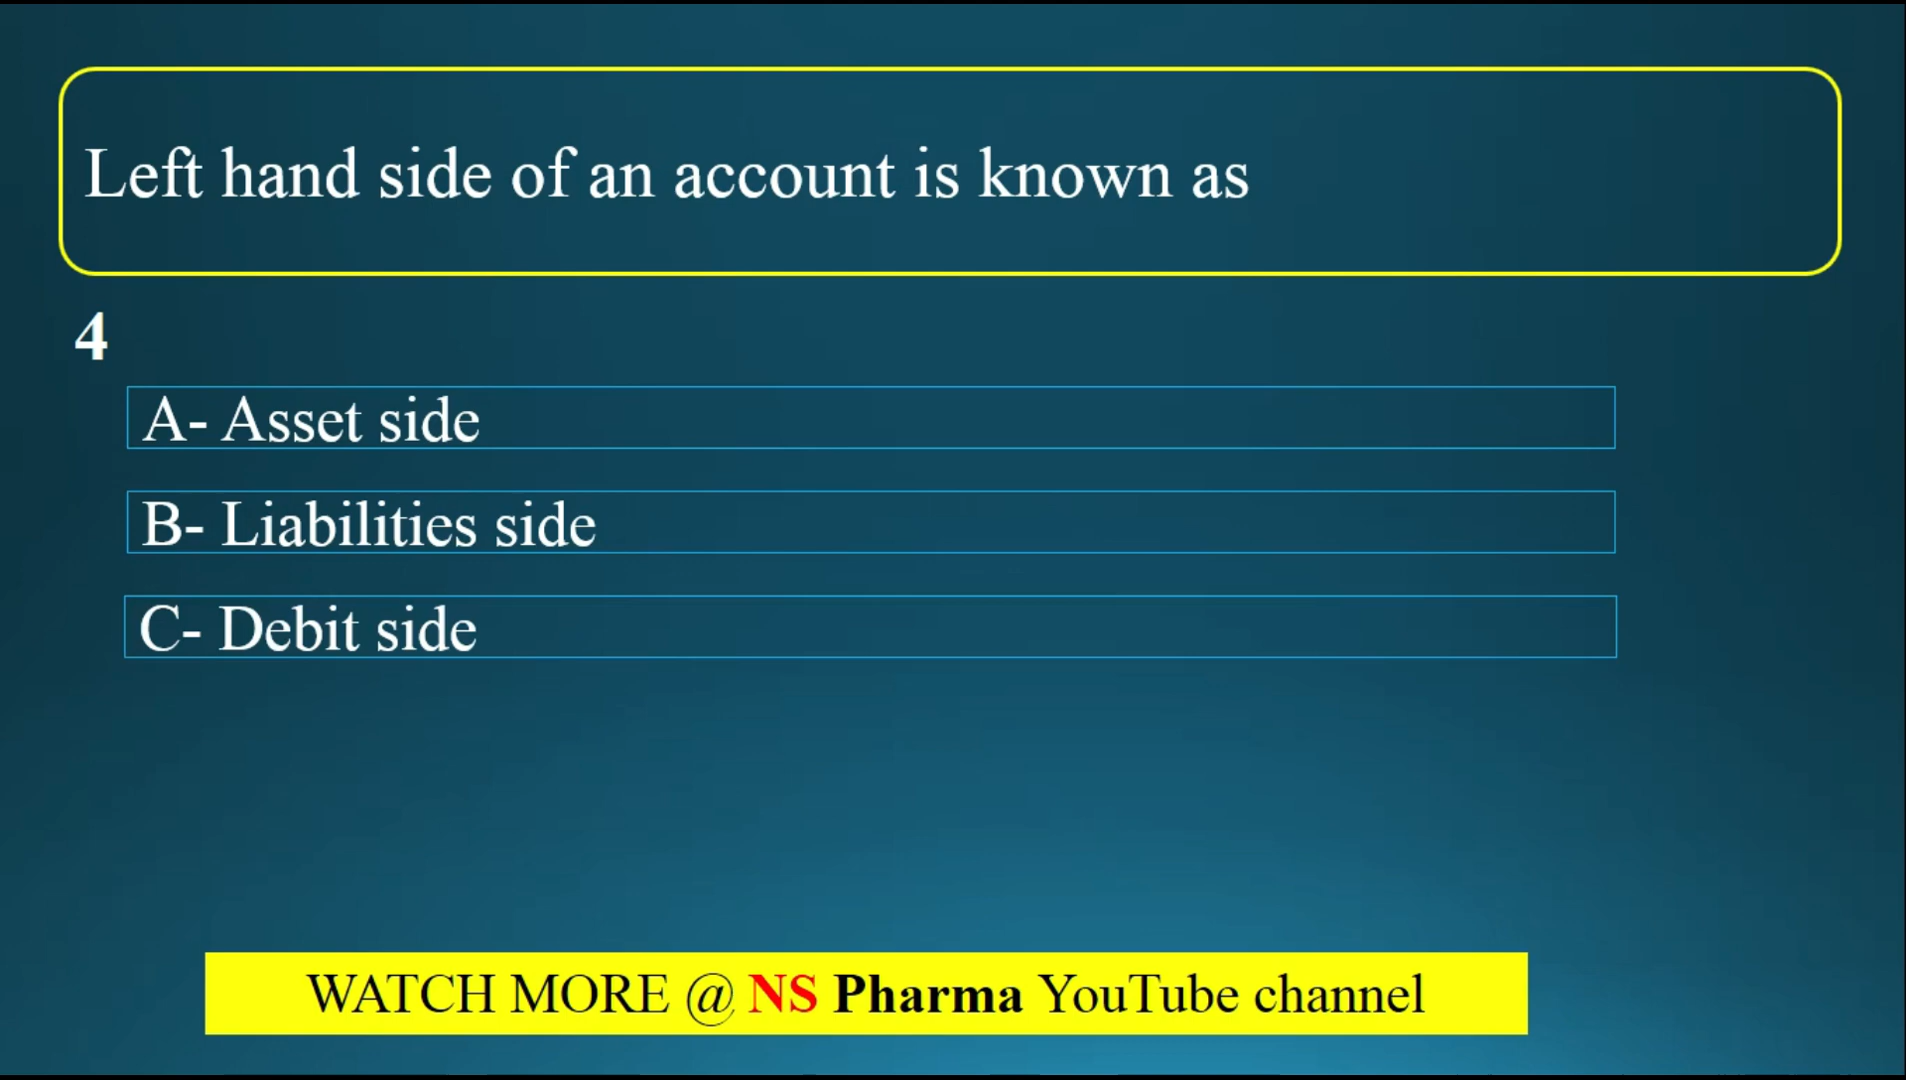 Left hand side of an account is known as
4
A- Asset side
B- Liabilities side
C- Debit side
WATCH MORE @ NS Pharma YouTube channel